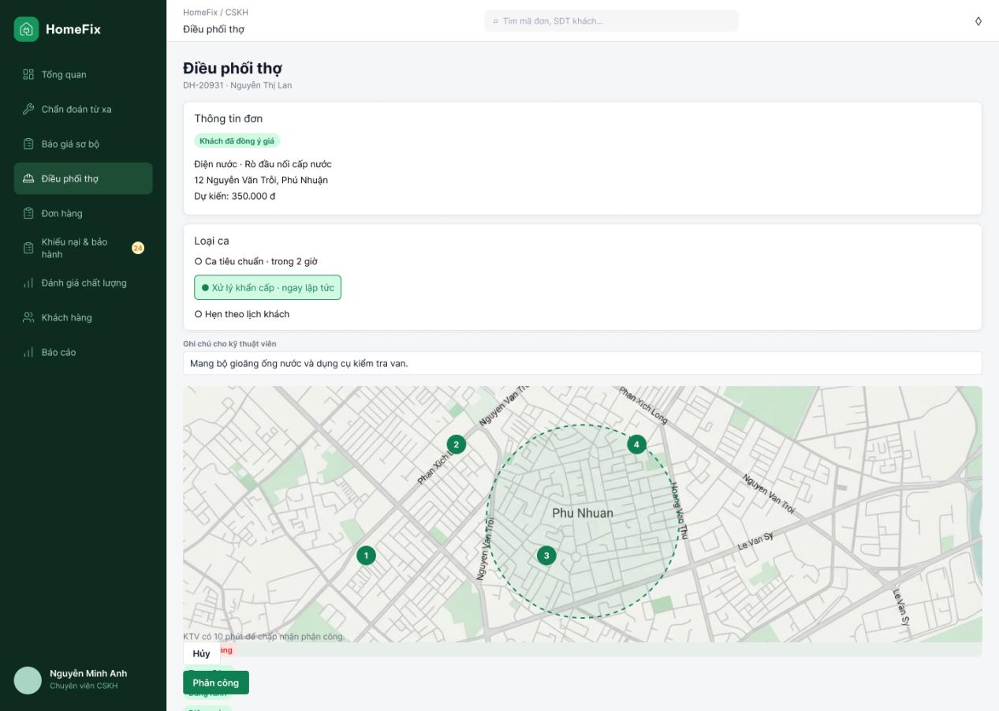 HomeFix
Tổng quan
Chẩn đoán từ xa
Báo giá sơ bộ
Điều phối thợ
Đơn hàng
Khiếu nại & bảo
hành
24
Đánh giá chất lượng
Khách hàng
Báo cáo
Nguyễn Minh Anh
Chuyên viên CSKH
HomeFix / CSKH
Điều phối thợ
Tìm mã đơn, SĐT khách...
Điều phối thợ
DH-20931 · Nguyễn Thị Lan
Thông tin đơn
Khách đã đồng ý giá
Điện nước · Rò đầu nối cấp nước
12 Nguyễn Văn Trỗi, Phú Nhuận
Dự kiến: 350.000 đ
Loại ca
Ca tiêu chuẩn · trong 2 giờ
Xử lý khẩn cấp · ngay lập tức
Hẹn theo lịch khách
Ghi chú cho kỹ thuật viên
Mang bộ gioăng ống nước và dụng cụ kiểm tra van.
Nguyen Van Tro
Phan Xich Long
2
4
Phan Xich L
Nguyen Van Troi
Hoang Van Thu
Phu Nhuan
Le Van Sy
Nguyen Van Troi
1
3
Le Van Sy
KTV có 10 phút để chấp nhận phân công.
Hủy
Phân công